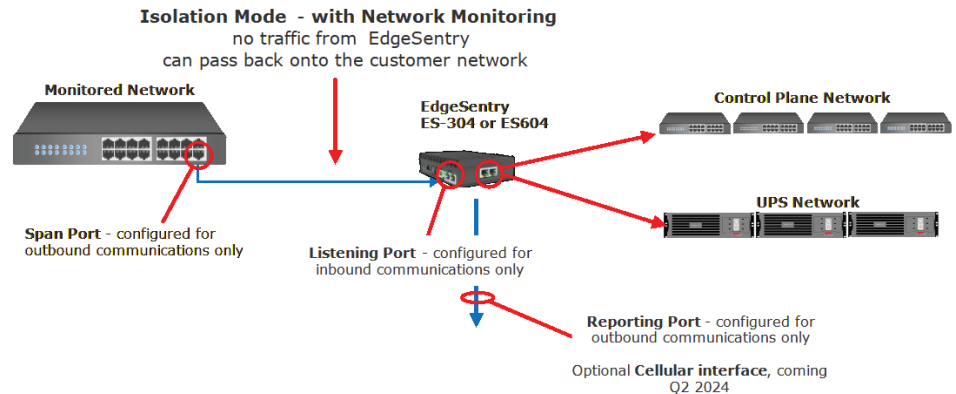 Isolation Mode - with Network Monitoring
no traffic from EdgeSentry
can pass back onto the customer network
Monitored Network
EdgeSentry
ES-304 or ES604
Control Plane Network
UPS Network
Span Port - configured for
outbound communications only
Listening Port - configured for
inbound communications only
Reporting Port - configured for
outbound communications only
Optional Cellular interface, coming
Q2 2024